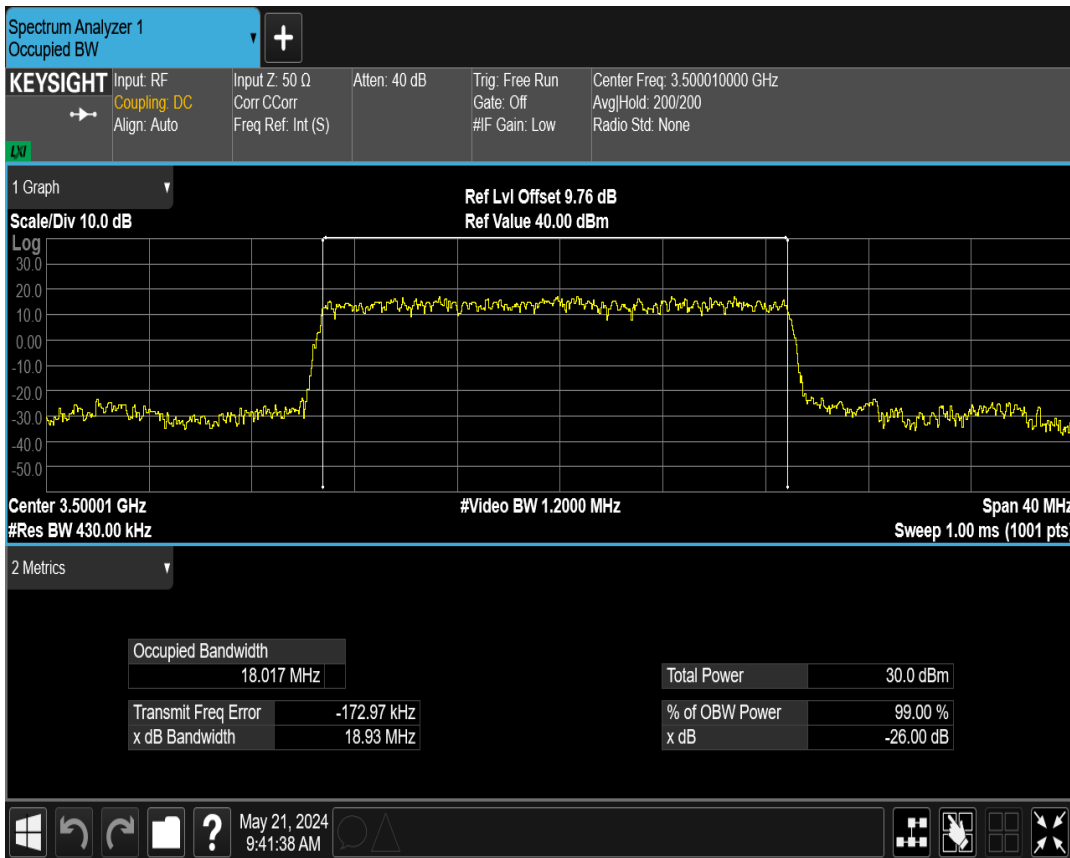 Spectrum Analyzer 1
Occupied BW
KEYSIGHT
LXI
Input: RF
Coupling: DC
Align: Auto
Input Z: 50 Ω
Corr CCorr
Freq Ref: Int (S)
Atten: 40 dB
Trig: Free Run
Gate: Off
#IF Gain: Low
Center Freq: 3.500010000 GHz
Avg|Hold: 200/200
Radio Std: None
1 Graph
Scale/Div 10.0 dB
Ref Lvl Offset 9.76 dB
Ref Value 40.00 dBm
Log
30.0
20.0
10.0
0.00
-10.0
-20.0
-30.0
-40.0
-50.0
Center 3.50001 GHz
#Video BW 1.2000 MHz
Span 40 MHz
#Res BW 430.00 kHz
Sweep 1.00 ms (1001 pts)
2 Metrics
Occupied Bandwidth
18.017 MHz
Total Power 30.0 dBm
Transmit Freq Error -172.97 kHz
% of OBW Power 99.00 %
x dB Bandwidth 18.93 MHz
x dB -26.00 dB
?
May 21, 2024
9:41:38 AM